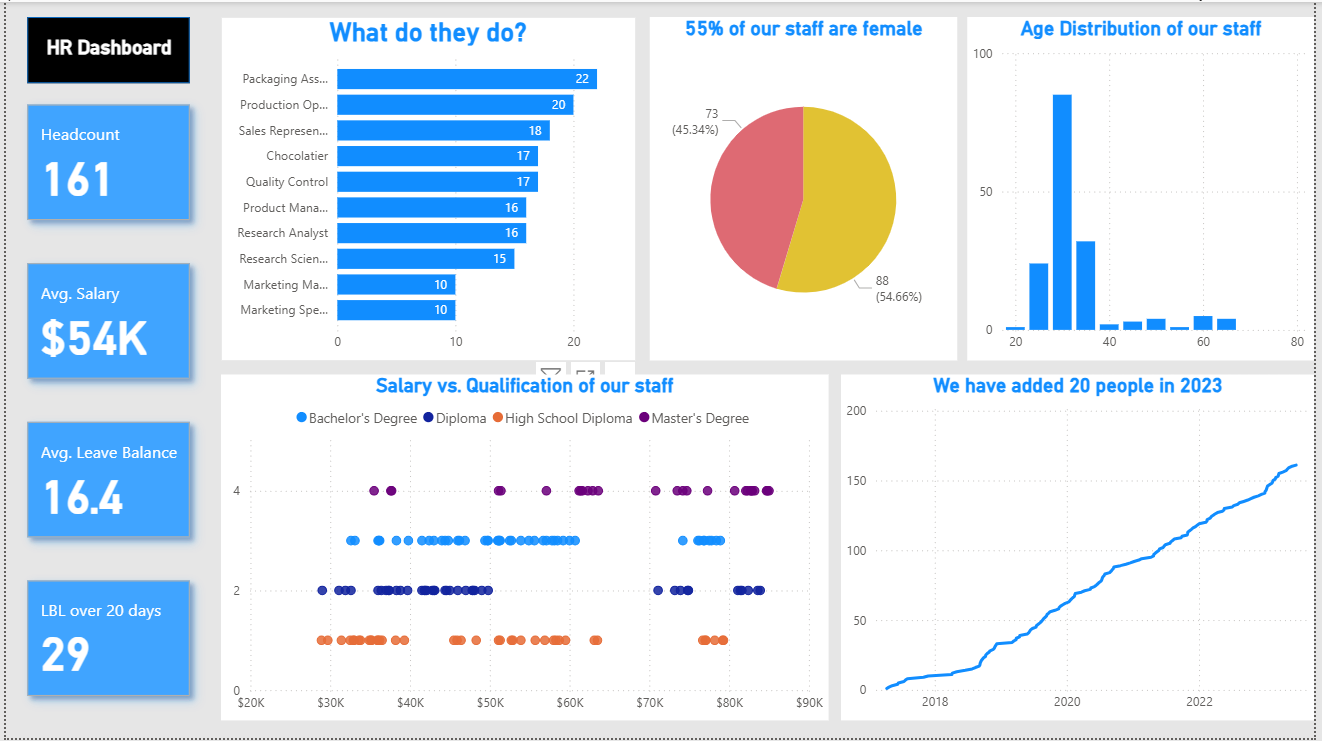 HR Dashboard
Headcount
161
Avg. Salary
$54K
Avg. Leave Balance
16.4
LBL over 20 days
29
What do they do?
Packaging Ass... 22
Production Op... 20
Sales Represen... 18
Chocolatier 17
Quality Control 17
Product Mana... 16
Research Analyst 16
Research Scien... 15
Marketing Ma... 10
Marketing Spe... 10
0 10 20
55% of our staff are female
73
(45.34%)
88
(54.66%)
Age Distribution of our staff
100
50
0
20 40 60 80
Salary vs. Qualification of our staff
Bachelor's Degree Diploma High School Diploma Master's Degree
4
2
0
$20K $30K $40K $50K $60K $70K $80K $90K
We have added 20 people in 2023
200
150
100
50
0
2018 2020 2022